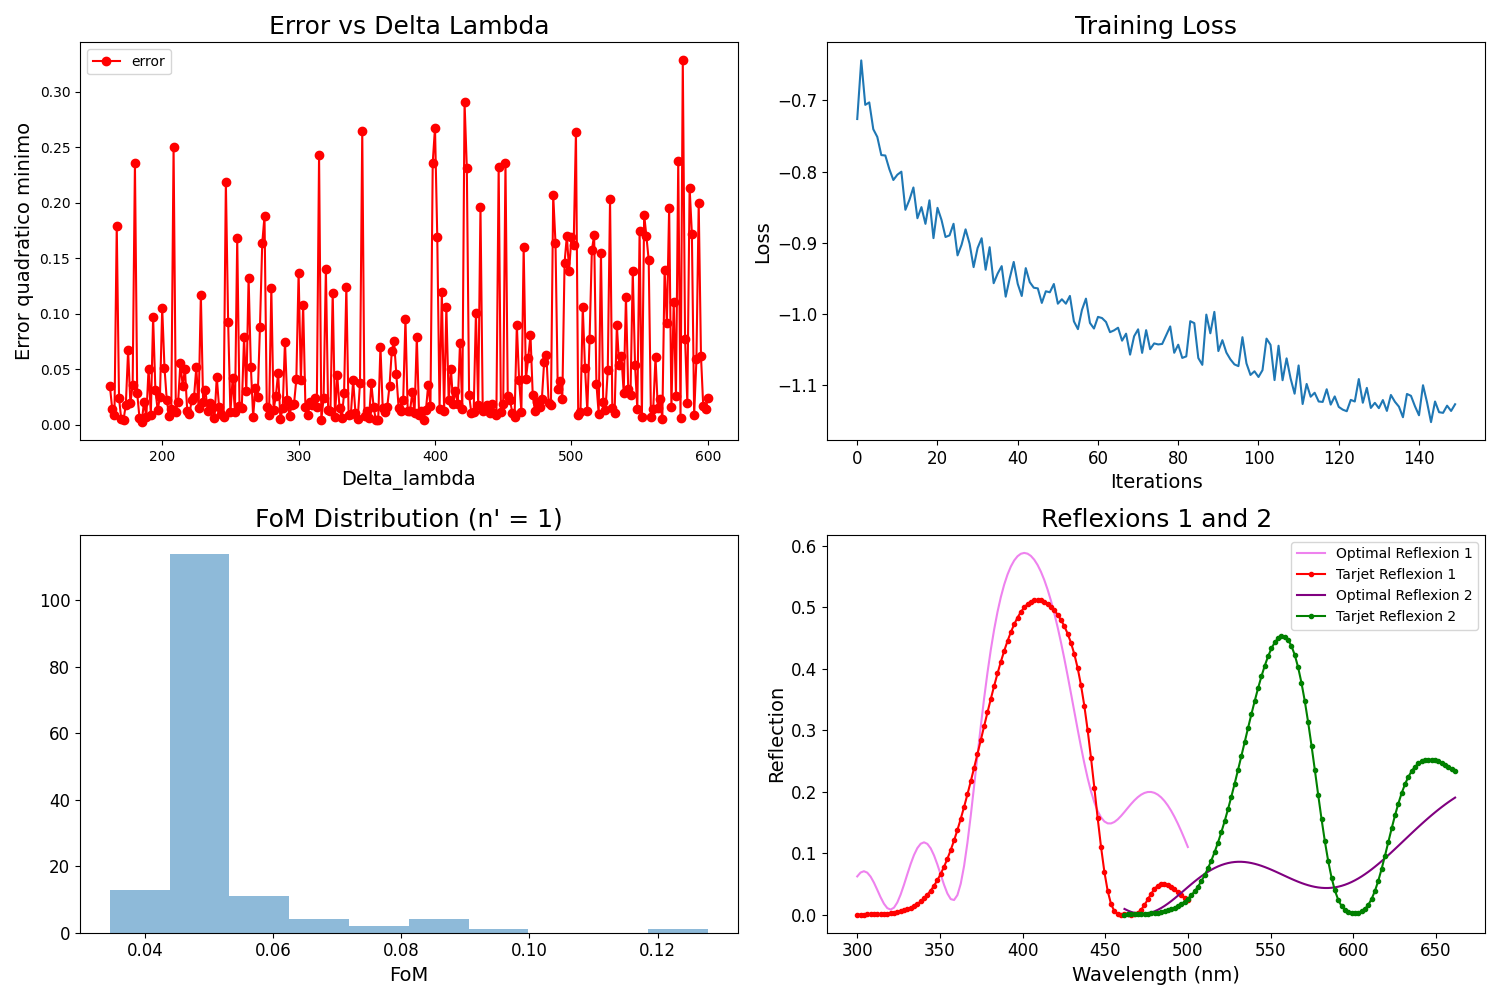 Error vs Delta Lambda
error
Error quadratico minimo
0.30
0.25
0.20
0.15
0.10
0.05
0.00
200 300 400 500 600
Delta_lambda
Training Loss
Loss
−0.7
−0.8
−0.9
−1.0
−1.1
0 20 40 60 80 100 120 140
Iterations
FoM Distribution (n' = 1)
100
80
60
40
20
0
0.04 0.06 0.08 0.10 0.12
FoM
Reflexions 1 and 2
Optimal Reflexion 1
Tarjet Reflexion 1
Optimal Reflexion 2
Tarjet Reflexion 2
Reflection
0.6
0.5
0.4
0.3
0.2
0.1
0.0
300 350 400 450 500 550 600 650
Wavelength (nm)